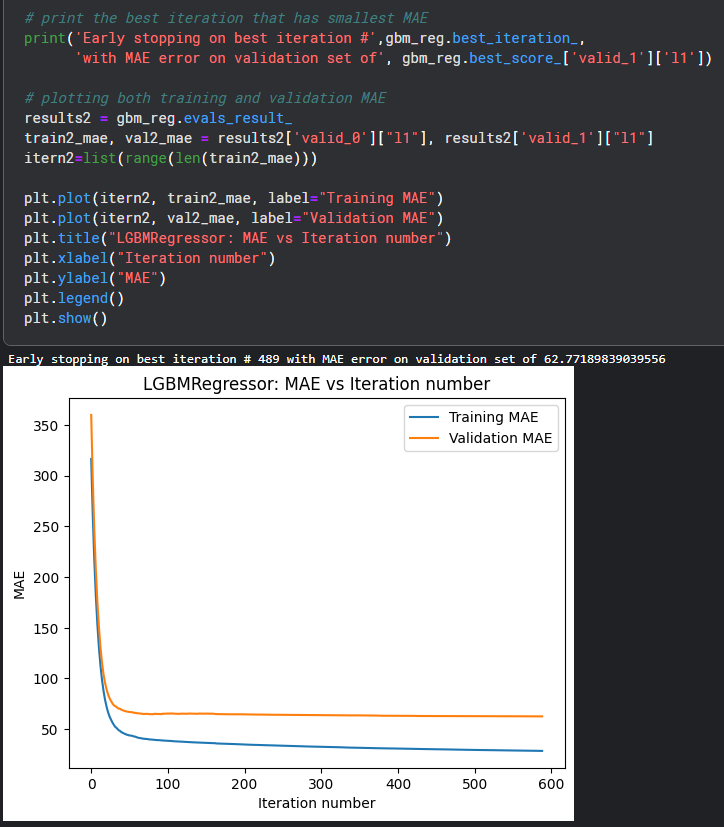 # print the best iteration that has smallest MAE
print('Early stopping on best iteration #',gbm_reg.best_iteration_,
'with MAE error on validation set of', gbm_reg.best_score_['valid_1']['l1'])
# plotting both training and validation MAE
results2 = gbm_reg.evals_result_
train2_mae, val2_mae = results2['valid_0']["l1"], results2['valid_1']["l1"]
itern2=list(range(len(train2_mae)))
plt.plot(itern2, train2_mae, label="Training MAE")
plt.plot(itern2, val2_mae, label="Validation MAE")
plt.title("LGBMRegressor: MAE vs Iteration number")
plt.xlabel("Iteration number")
plt.ylabel("MAE")
plt.legend()
plt.show()
Early stopping on best iteration # 489 with MAE error on validation set of 62.77189839039556
LGBMRegressor: MAE vs Iteration number
Training MAE
Validation MAE
350
300
250
200
150
100
50
MAE
0 100 200 300 400 500 600
Iteration number